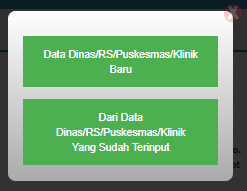 Data Dinas/RS/Puskesmas/Klinik
Baru
Dari Data
Dinas/RS/Puskesmas/Klinik
Yang Sudah Terinput